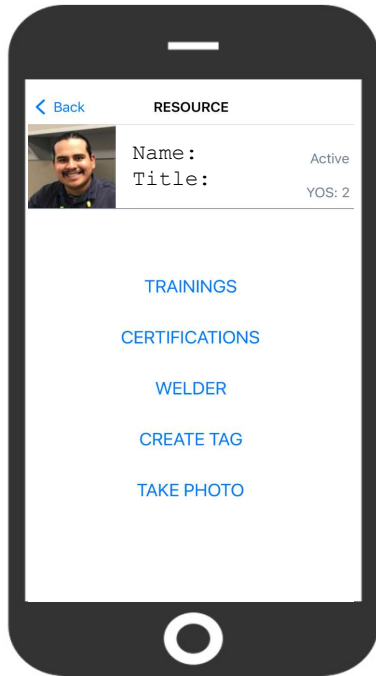 Back
RESOURCE
Name:
Active
Title:
YOS: 2
TRAININGS
CERTIFICATIONS
WELDER
CREATE TAG
TAKE PHOTO